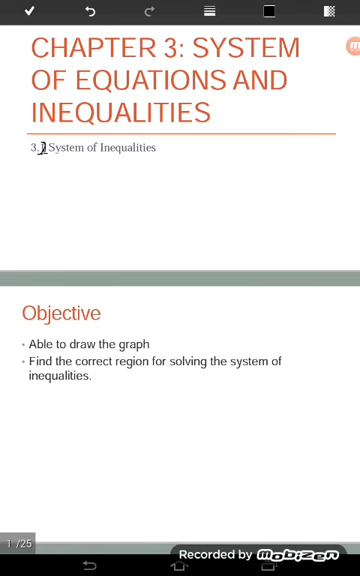 CHAPTER 3: SYSTEM
OF EQUATIONS AND
INEQUALITIES
3. System of Inequalities
Objective
• Able to draw the graph
• Find the correct region for solving the system of
inequalities.
1 /25
Recorded by mobizen